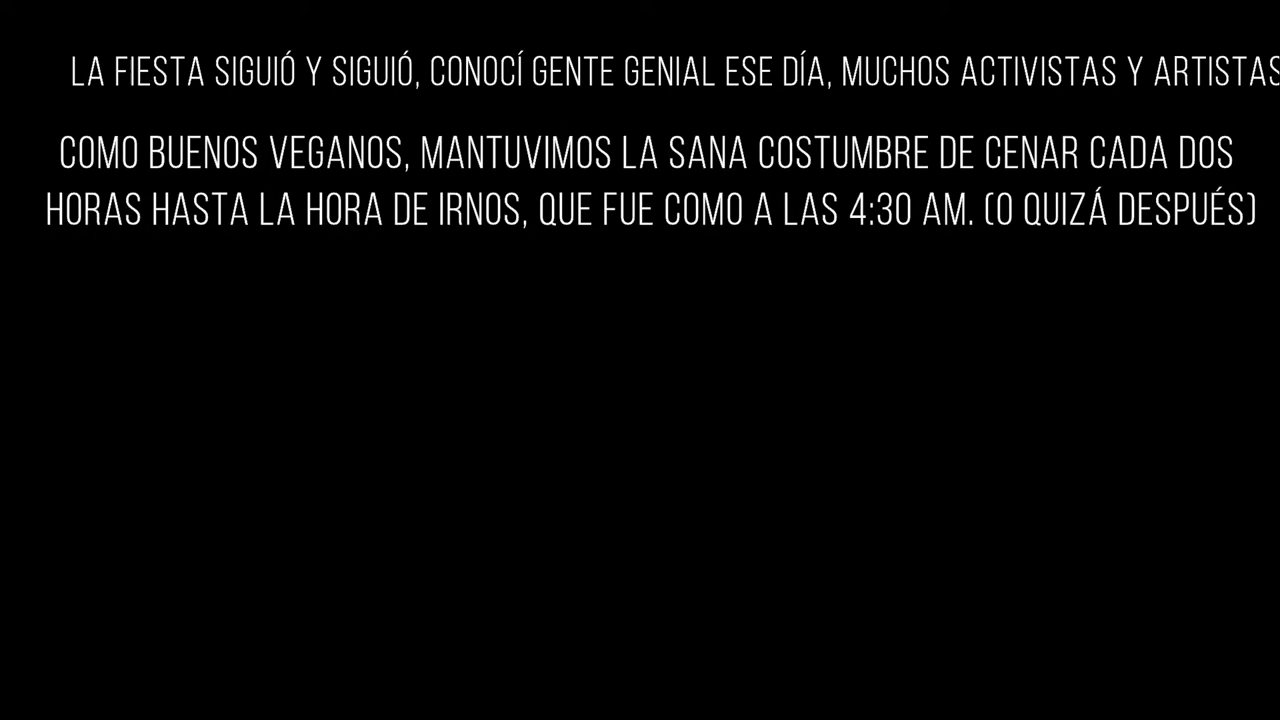 LA FIESTA SIGUIÓ Y SIGUIÓ, CONOCÍ GENTE GENIAL ESE DÍA, MUCHOS ACTIVISTAS Y ARTISTAS
COMO BUENOS VEGANOS, MANTUVIMOS LA SANA COSTUMBRE DE CENAR CADA DOS
HORAS HASTA LA HORA DE IRNOS, QUE FUE COMO A LAS 4:30 AM. (O QUIZÁ DESPUÉS)